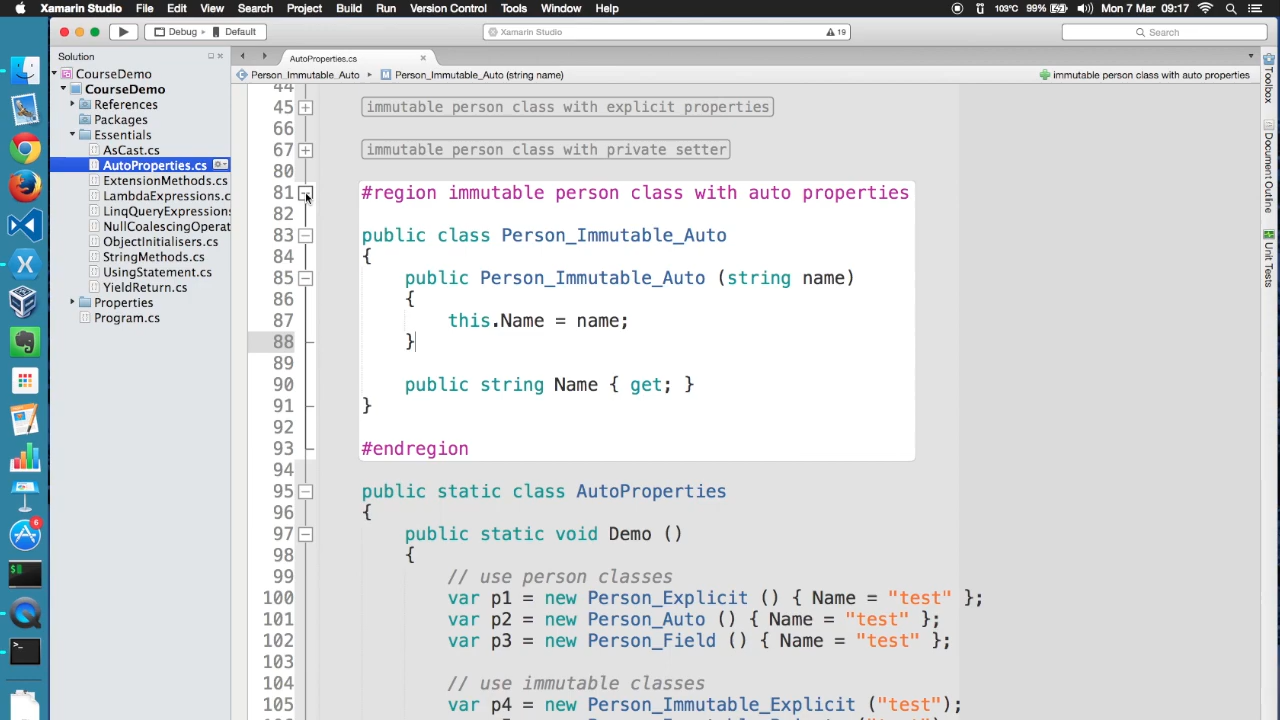 Xamarin Studio File Edit View Search Project Build Run Version Control Tools Window Help 103°C 99% Mon 7 Mar 09:17
Debug Default Xamarin Studio 19 Search
Solution
CourseDemo
CourseDemo
References
Packages
Essentials
AsCast.cs
AutoProperties.cs
ExtensionMethods.cs
LambdaExpressions.c
LinqQueryExpressions
NullCoalescingOperat
ObjectInitialisers.cs
StringMethods.cs
UsingStatement.cs
YieldReturn.cs
Properties
Program.cs
AutoProperties.cs
Person_Immutable_Auto Person_Immutable_Auto (string name) immutable person class with auto properties
44
45 immutable person class with explicit properties
66
67 immutable person class with private setter
80
81 #region immutable person class with auto properties
82
83 public class Person_Immutable_Auto
84 {
85 public Person_Immutable_Auto (string name)
86 {
87 this.Name = name;
88 }
89
90 public string Name { get; }
91 }
92
93 #endregion
94
95 public static class AutoProperties
96 {
97 public static void Demo ()
98 {
99 // use person classes
100 var p1 = new Person_Explicit () { Name = "test" };
101 var p2 = new Person_Auto () { Name = "test" };
102 var p3 = new Person_Field () { Name = "test" };
103
104 // use immutable classes
105 var p4 = new Person_Immutable_Explicit ("test");
Toolbox
Document Outline
Unit Tests
6